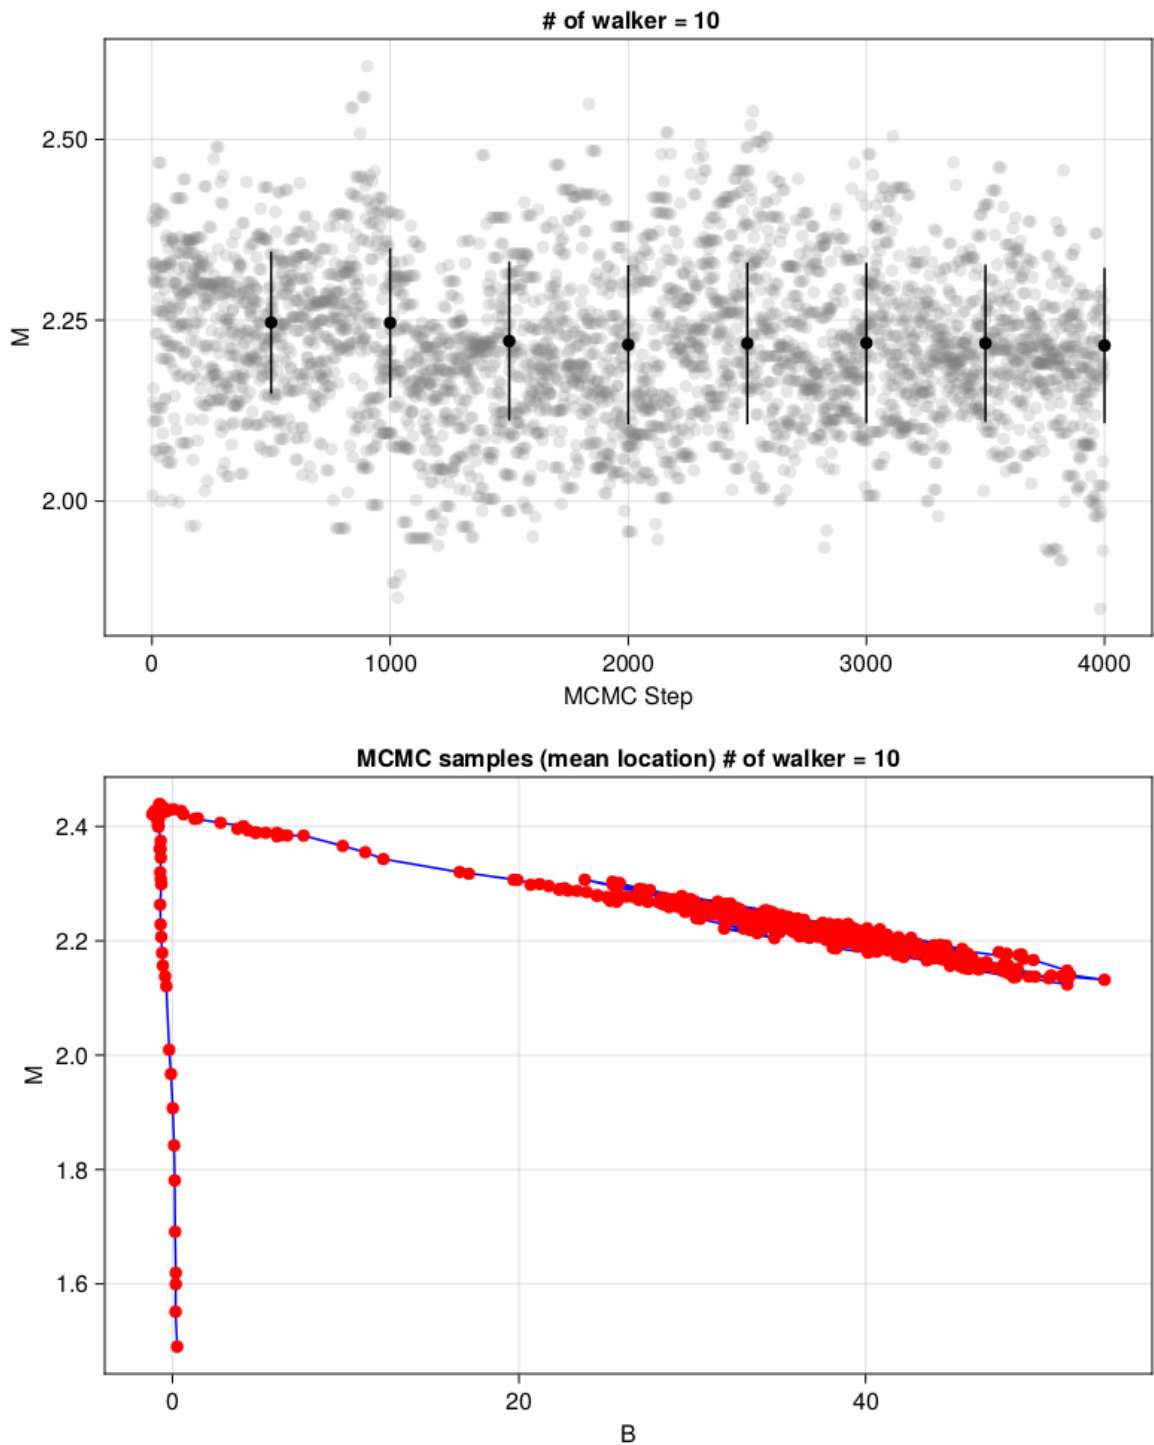 # of walker = 10
M
2.50
2.25
2.00
0 1000 2000 3000 4000
MCMC Step
MCMC samples (mean location) # of walker = 10
M
2.4
2.2
2.0
1.8
1.6
0 20 40
B